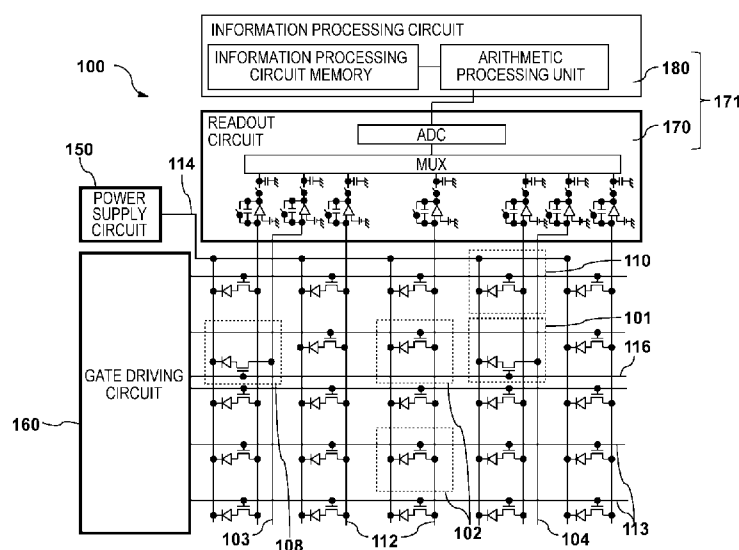 INFORMATION PROCESSING CIRCUIT
INFORMATION PROCESSING
CIRCUIT MEMORY
ARITHMETIC
PROCESSING UNIT
180
100
171
READOUT
CIRCUIT
ADC
170
MUX
150
114
POWER
SUPPLY
CIRCUIT
110
101
116
GATE DRIVING
CIRCUIT
160
103
108
112
102
104
113